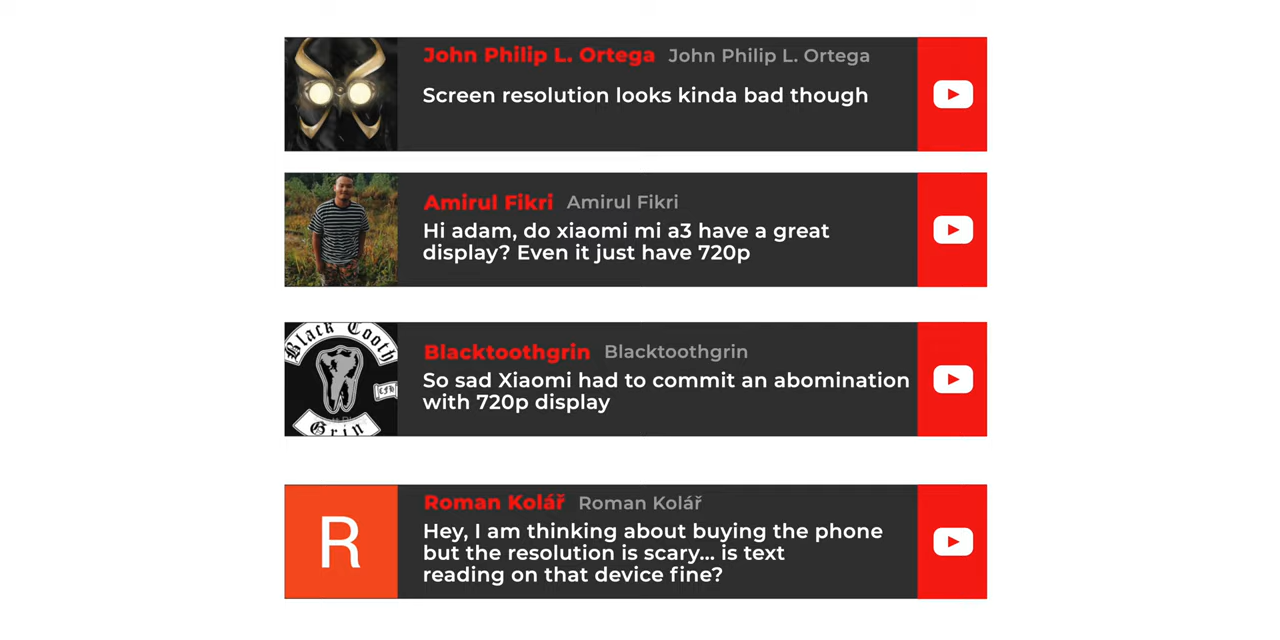 John Philip L. Ortega John Philip L. Ortega
Screen resolution looks kinda bad though
Amirul Fikri Amirul Fikri
Hi adam, do xiaomi mi a3 have a great
display? Even it just have 720p
Black Tooth
Grin
Blacktoothgrin Blacktoothgrin
So sad Xiaomi had to commit an abomination
with 720p display
R
Roman Kolář Roman Kolář
Hey, I am thinking about buying the phone
but the resolution is scary... is text
reading on that device fine?